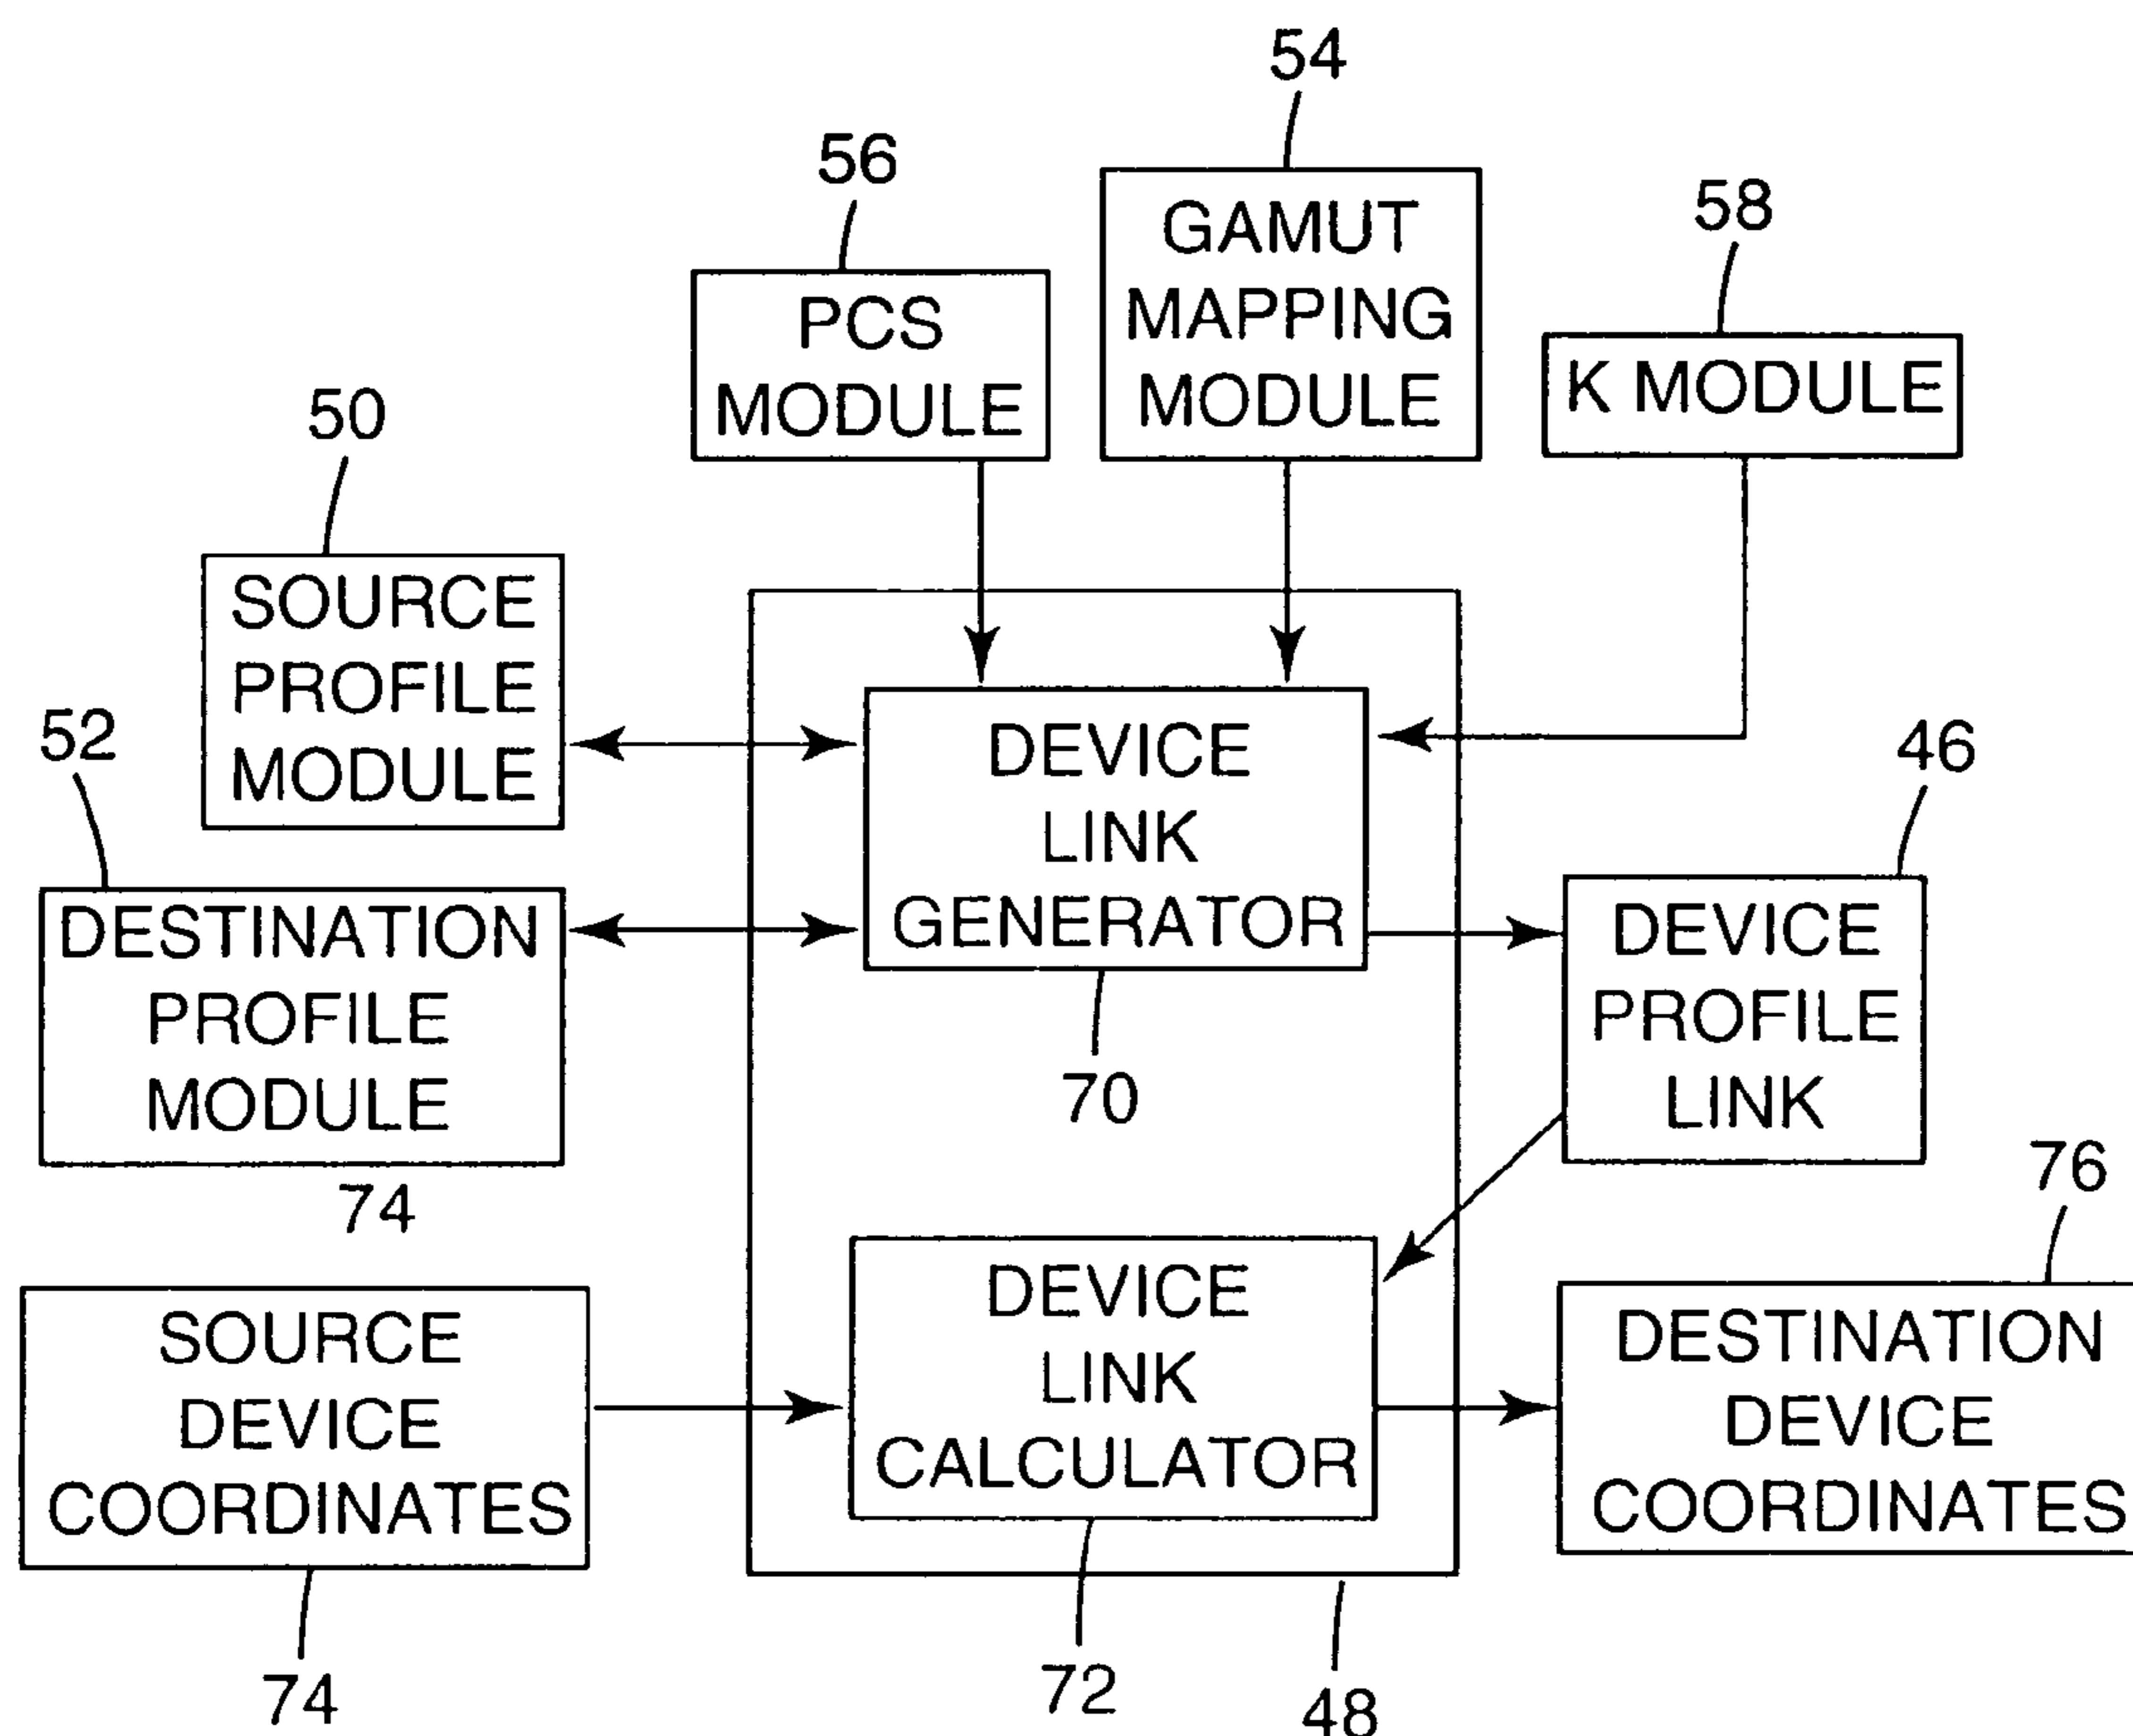 54
56
GAMUT
MAPPING
MODULE
58
PCS
MODULE
K MODULE
50
SOURCE
PROFILE
MODULE
52
DEVICE
LINK
GENERATOR
46
DESTINATION
PROFILE
MODULE
DEVICE
PROFILE
LINK
70
74
76
SOURCE
DEVICE
COORDINATES
DEVICE
LINK
CALCULATOR
DESTINATION
DEVICE
COORDINATES
74
72
48